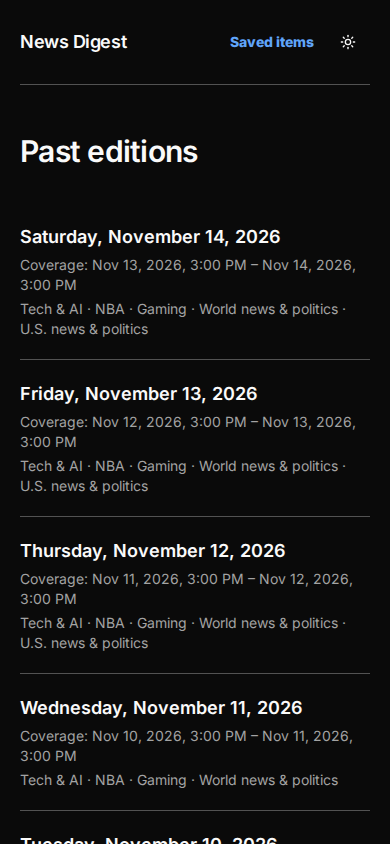 News Digest
Saved items
Past editions
Saturday, November 14, 2026
Coverage: Nov 13, 2026, 3:00 PM – Nov 14, 2026,
3:00 PM
Tech & AI · NBA · Gaming · World news & politics ·
U.S. news & politics
Friday, November 13, 2026
Coverage: Nov 12, 2026, 3:00 PM – Nov 13, 2026,
3:00 PM
Tech & AI · NBA · Gaming · World news & politics ·
U.S. news & politics
Thursday, November 12, 2026
Coverage: Nov 11, 2026, 3:00 PM – Nov 12, 2026,
3:00 PM
Tech & AI · NBA · Gaming · World news & politics ·
U.S. news & politics
Wednesday, November 11, 2026
Coverage: Nov 10, 2026, 3:00 PM – Nov 11, 2026,
3:00 PM
Tech & AI · NBA · Gaming · World news & politics
Tuesday, November 10, 2026